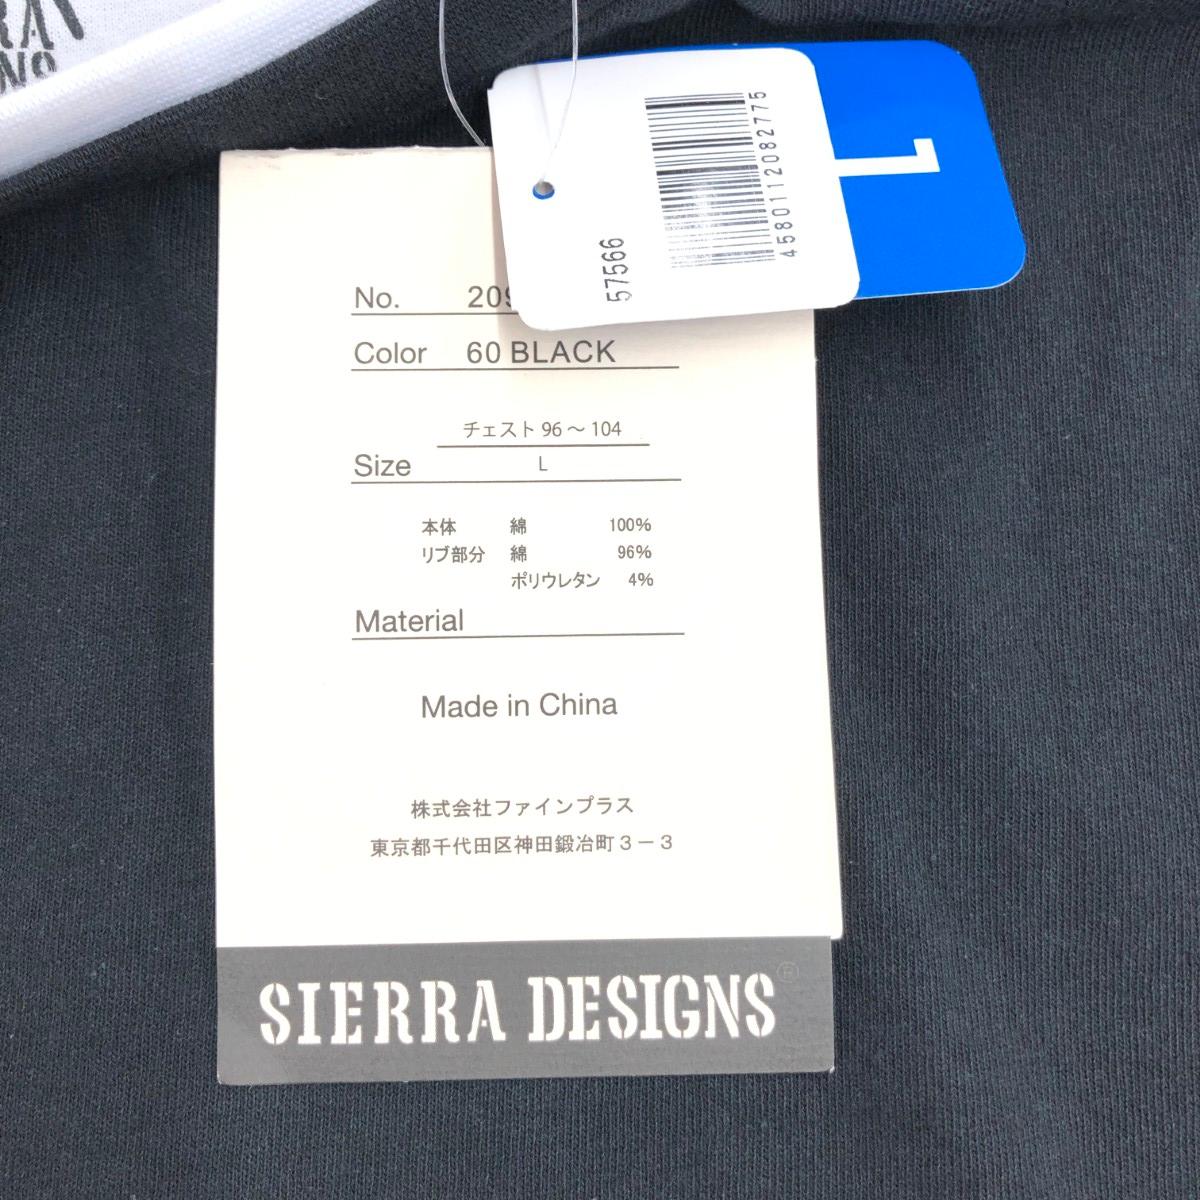 4580112082775
57566
No.
Color 60 BLACK
チェスト 96～104
Size L
本体 綿 100%
リブ部分 綿 96%
ポリウレタン 4%
Material
Made in China
株式会社ファインプラス
東京都千代田区神田鍛冶町3－3
SIERRA DESIGNS®